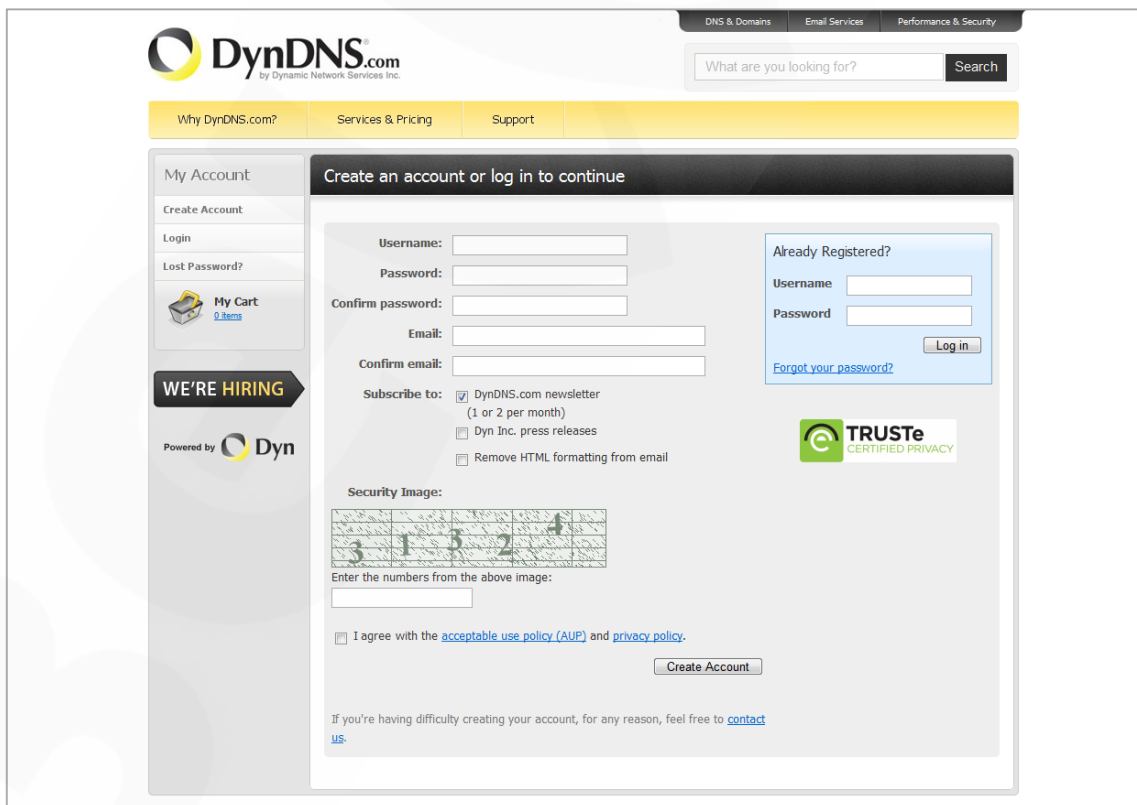 DNS & Domains
Email Services
Performance & Security
DynDNS.com
by Dynamic Network Services Inc.
What are you looking for?
Search
Why DynDNS.com?
Services & Pricing
Support
My Account
Create Account
Login
Lost Password?
My Cart
0 items
WE'RE HIRING
Powered by Dyn
Create an account or log in to continue
Username:
Password:
Confirm password:
Email:
Confirm email:
Subscribe to:
DynDNS.com newsletter
(1 or 2 per month)
Dyn Inc. press releases
Remove HTML formatting from email
Security Image:
3 1 3 2 4
Enter the numbers from the above image:
I agree with the acceptable use policy (AUP) and privacy policy.
Create Account
If you're having difficulty creating your account, for any reason, feel free to contact
us.
Already Registered?
Username
Password
Log in
Forgot your password?
TRUSTe
CERTIFIED PRIVACY